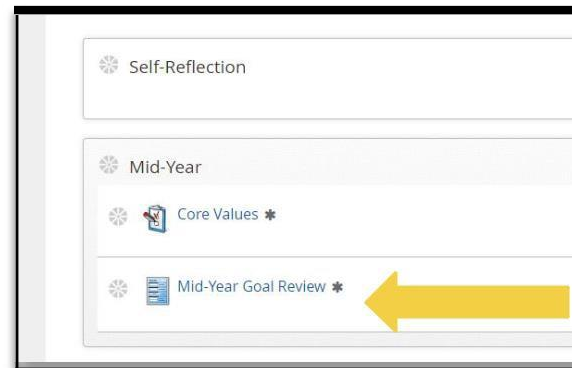 Self-Reflection
Mid-Year
Core Values *
Mid-Year Goal Review *